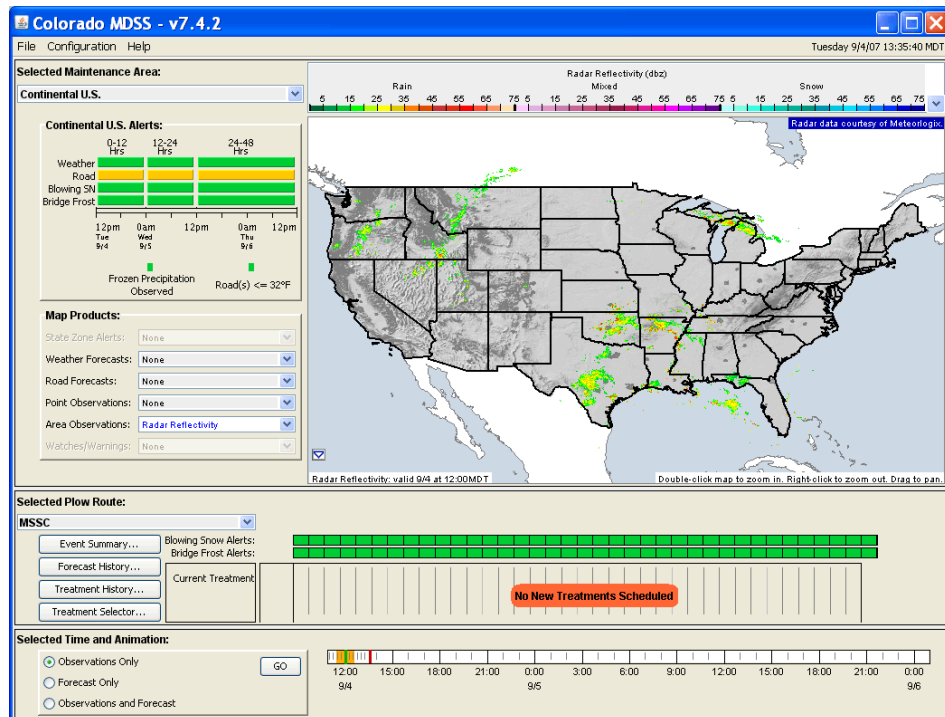 Colorado MDSS - v7.4.2
File Configuration Help
Tuesday 9/4/07 13:35:40 MDT
Selected Maintenance Area:
Continental U.S.
Continental U.S. Alerts:
0-12 Hrs 12-24 Hrs 24-48 Hrs
Weather
Road
Blowing SN
Bridge Frost
12pm 0am 12pm 0am 12pm
Tue Wed Thu
9/4 9/5 9/6
Frozen Precipitation Observed
Road(s) <= 32°F
Map Products:
State Zone Alerts: None
Weather Forecasts: None
Road Forecasts: None
Point Observations: None
Area Observations: Radar Reflectivity
Watches/Warnings: None
Radar Reflectivity (dbz)
Rain Mixed Snow
5 15 25 35 45 55 65 75 5 15 25 35 45 55 65 75 5 15 25 35 45 55 65 75
Radar data courtesy of Meteorlogix.
Radar Reflectivity: valid 9/4 at 12:00MDT
Double-click map to zoom in. Right-click to zoom out. Drag to pan.
Selected Plow Route:
MSSC
Event Summary...
Forecast History...
Treatment History...
Treatment Selector...
Blowing Snow Alerts:
Bridge Frost Alerts:
Current Treatment
No New Treatments Scheduled
Selected Time and Animation:
Observations Only
Forecast Only
Observations and Forecast
GO
12:00 15:00 18:00 21:00 0:00 3:00 6:00 9:00 12:00 15:00 18:00 21:00 0:00
9/4 9/5 9/6